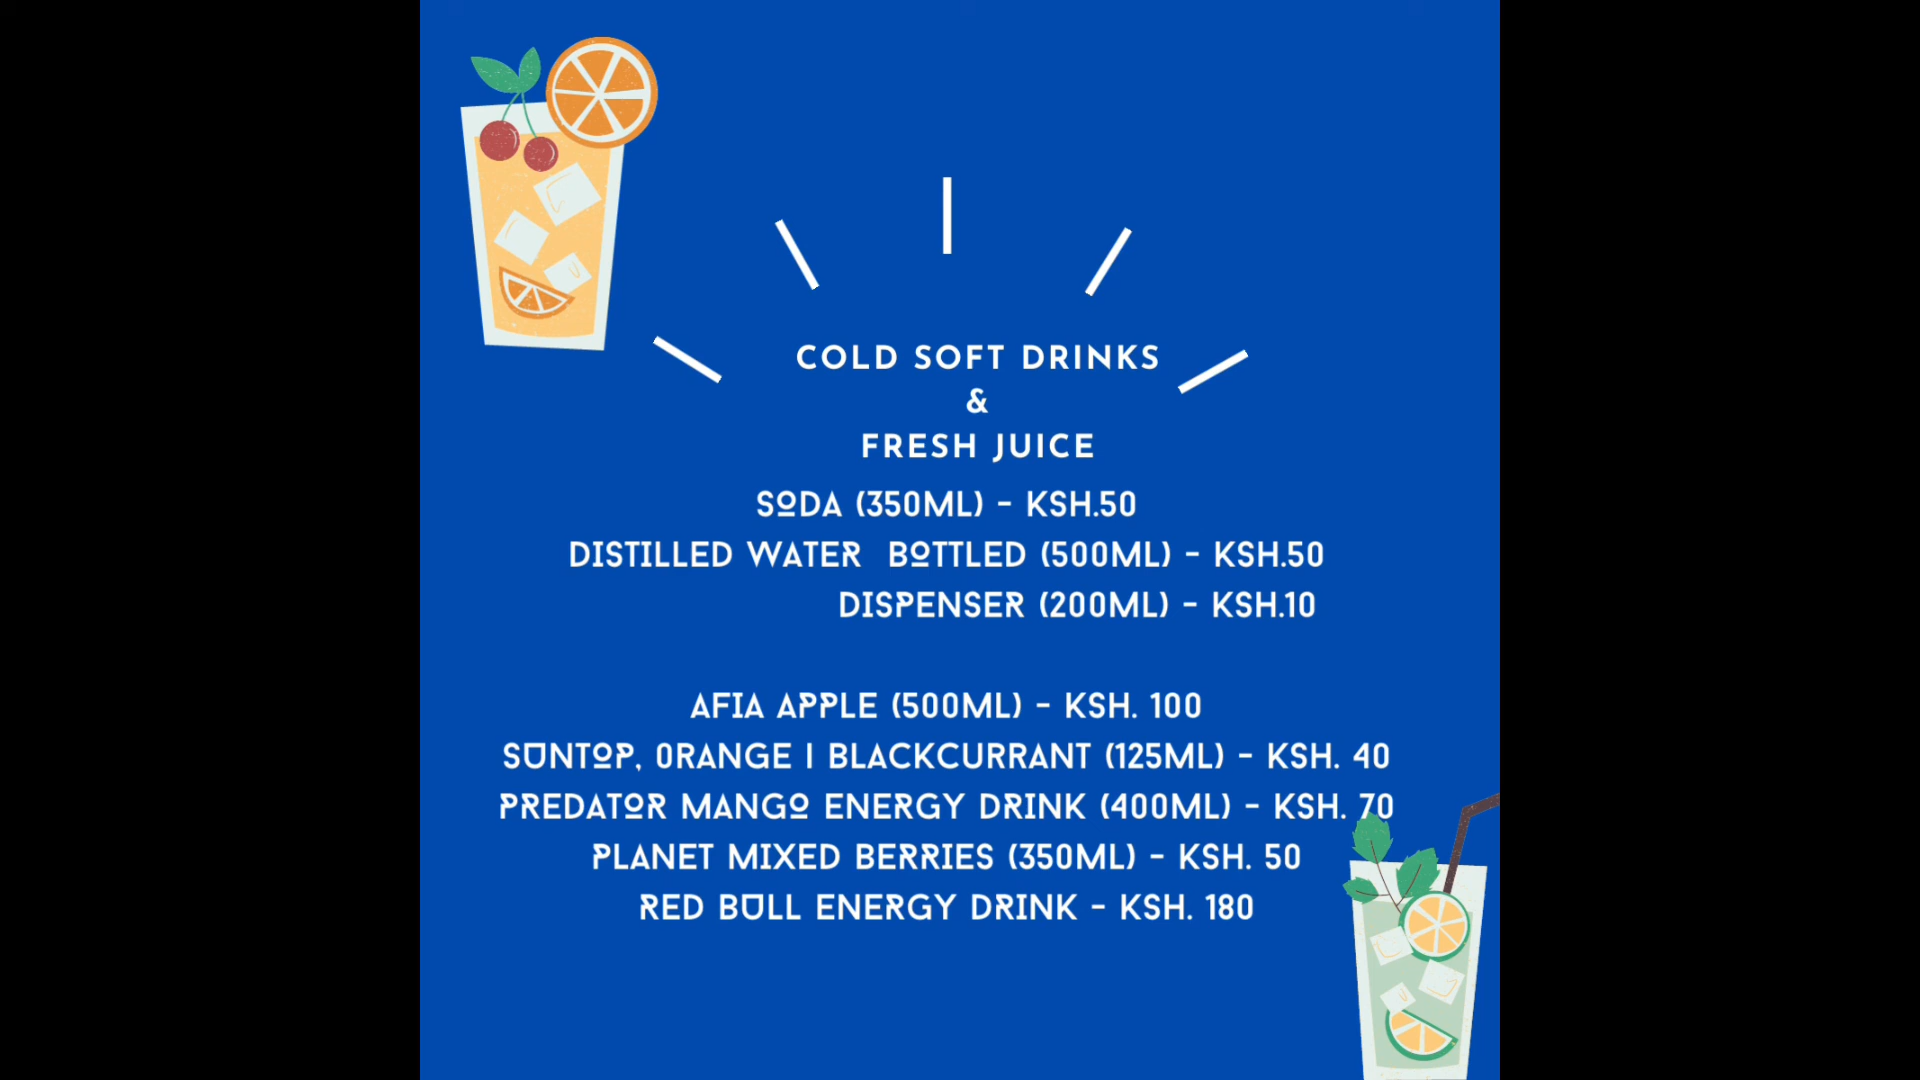 COLD SOFT DRINKS
&
FRESH JUICE
SODA (350ML) - KSH.50
DISTILLED WATER BOTTLED (500ML) - KSH.50
DISPENSER (200ML) - KSH.10
AFIA APPLE (500ML) - KSH. 100
SUNTOP, ORANGE | BLACKCURRANT (125ML) - KSH. 40
PREDATOR MANGO ENERGY DRINK (400ML) - KSH. 70
PLANET MIXED BERRIES (350ML) - KSH. 50
RED BULL ENERGY DRINK - KSH. 180